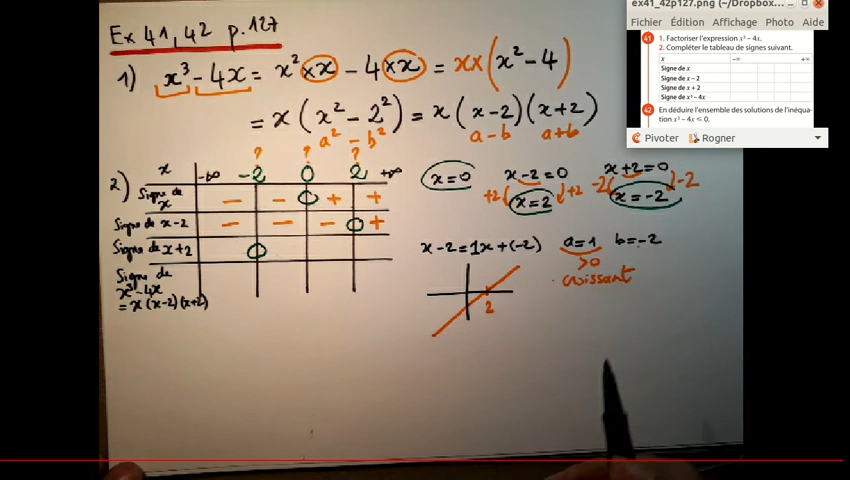 ex41_42p127.png (~/Dropbox...
Fichier Édition Affichage Photo Aide
41 1. Factoriser l'expression x³ – 4x.
2. Compléter le tableau de signes suivant.
x –∞ +∞
Signe de x
Signe de x – 2
Signe de x + 2
Signe de x³ – 4x
42 En déduire l'ensemble des solutions de l'inéqua-
tion x³ – 4x ≤ 0.
Pivoter Rogner
Ex 41, 42 p.127
1) x³ - 4x = x² × x - 4 × x = x × (x² - 4)
= x (x² - 2²) = x (x - 2) (x + 2)
a² - b² a - b a + b
? ? ?
2) x -∞ -2 0 2 +∞
Signe de x - - 0 + +
Signe de x-2 - - - 0 +
Signe de x+2 0
Signe de
x³ - 4x
= x (x-2) (x+2)
x = 0 x - 2 = 0 x + 2 = 0
+2 +2 -2 -2
x = 2 x = -2
x - 2 = 1x + (-2) a = 1 b = -2
> 0
croissant
2